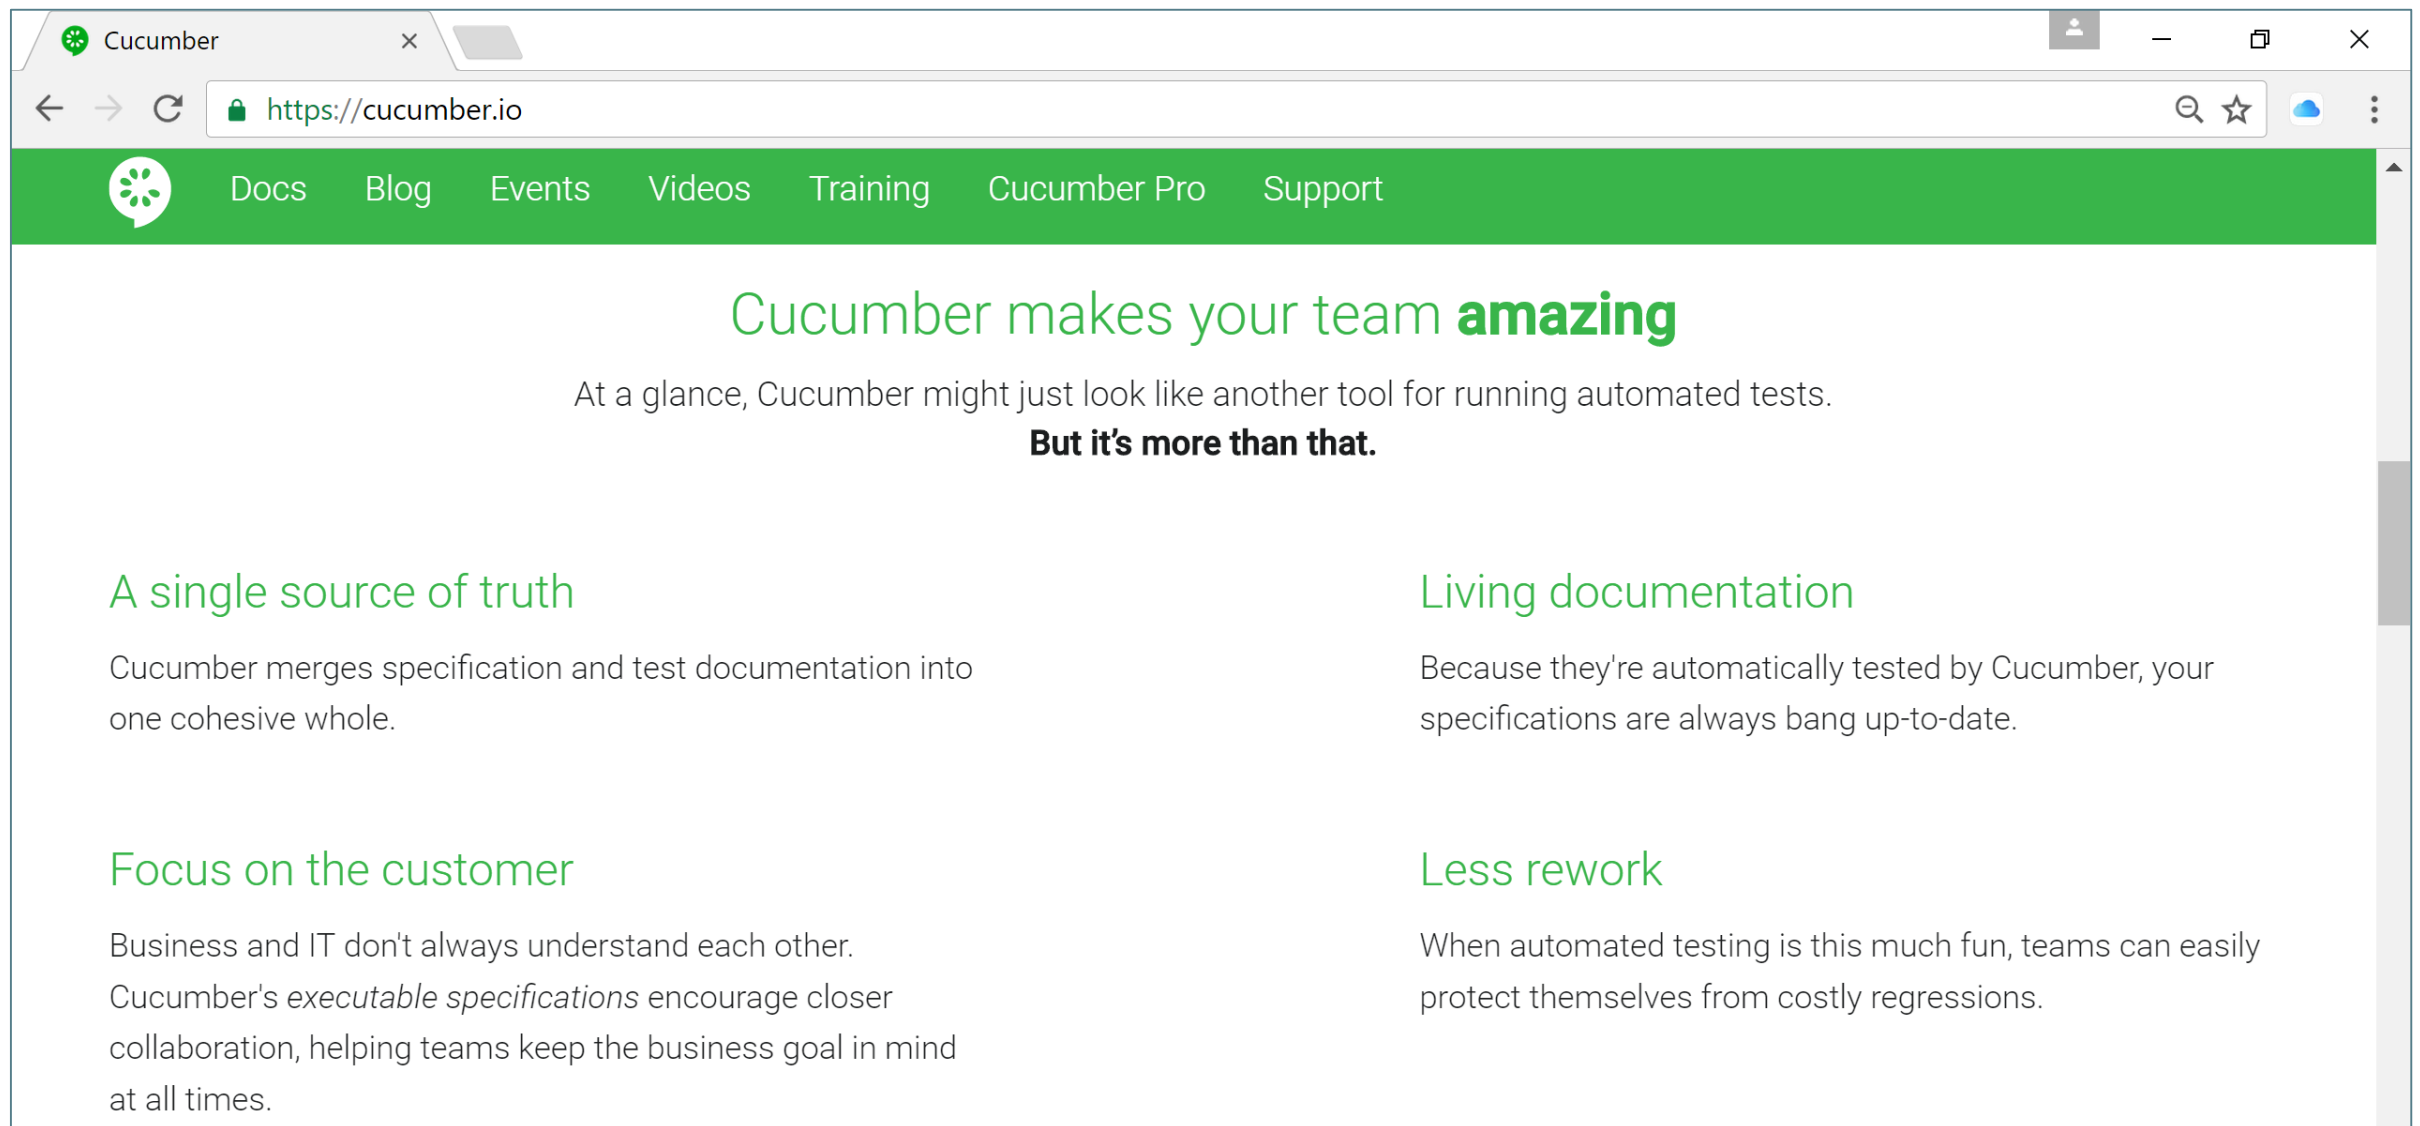 Cucumber
https://cucumber.io
Docs Blog Events Videos Training Cucumber Pro Support
Cucumber makes your team amazing
At a glance, Cucumber might just look like another tool for running automated tests.
But it’s more than that.
A single source of truth
Cucumber merges specification and test documentation into
one cohesive whole.
Living documentation
Because they're automatically tested by Cucumber, your
specifications are always bang up-to-date.
Focus on the customer
Business and IT don't always understand each other.
Cucumber's executable specifications encourage closer
collaboration, helping teams keep the business goal in mind
at all times.
Less rework
When automated testing is this much fun, teams can easily
protect themselves from costly regressions.